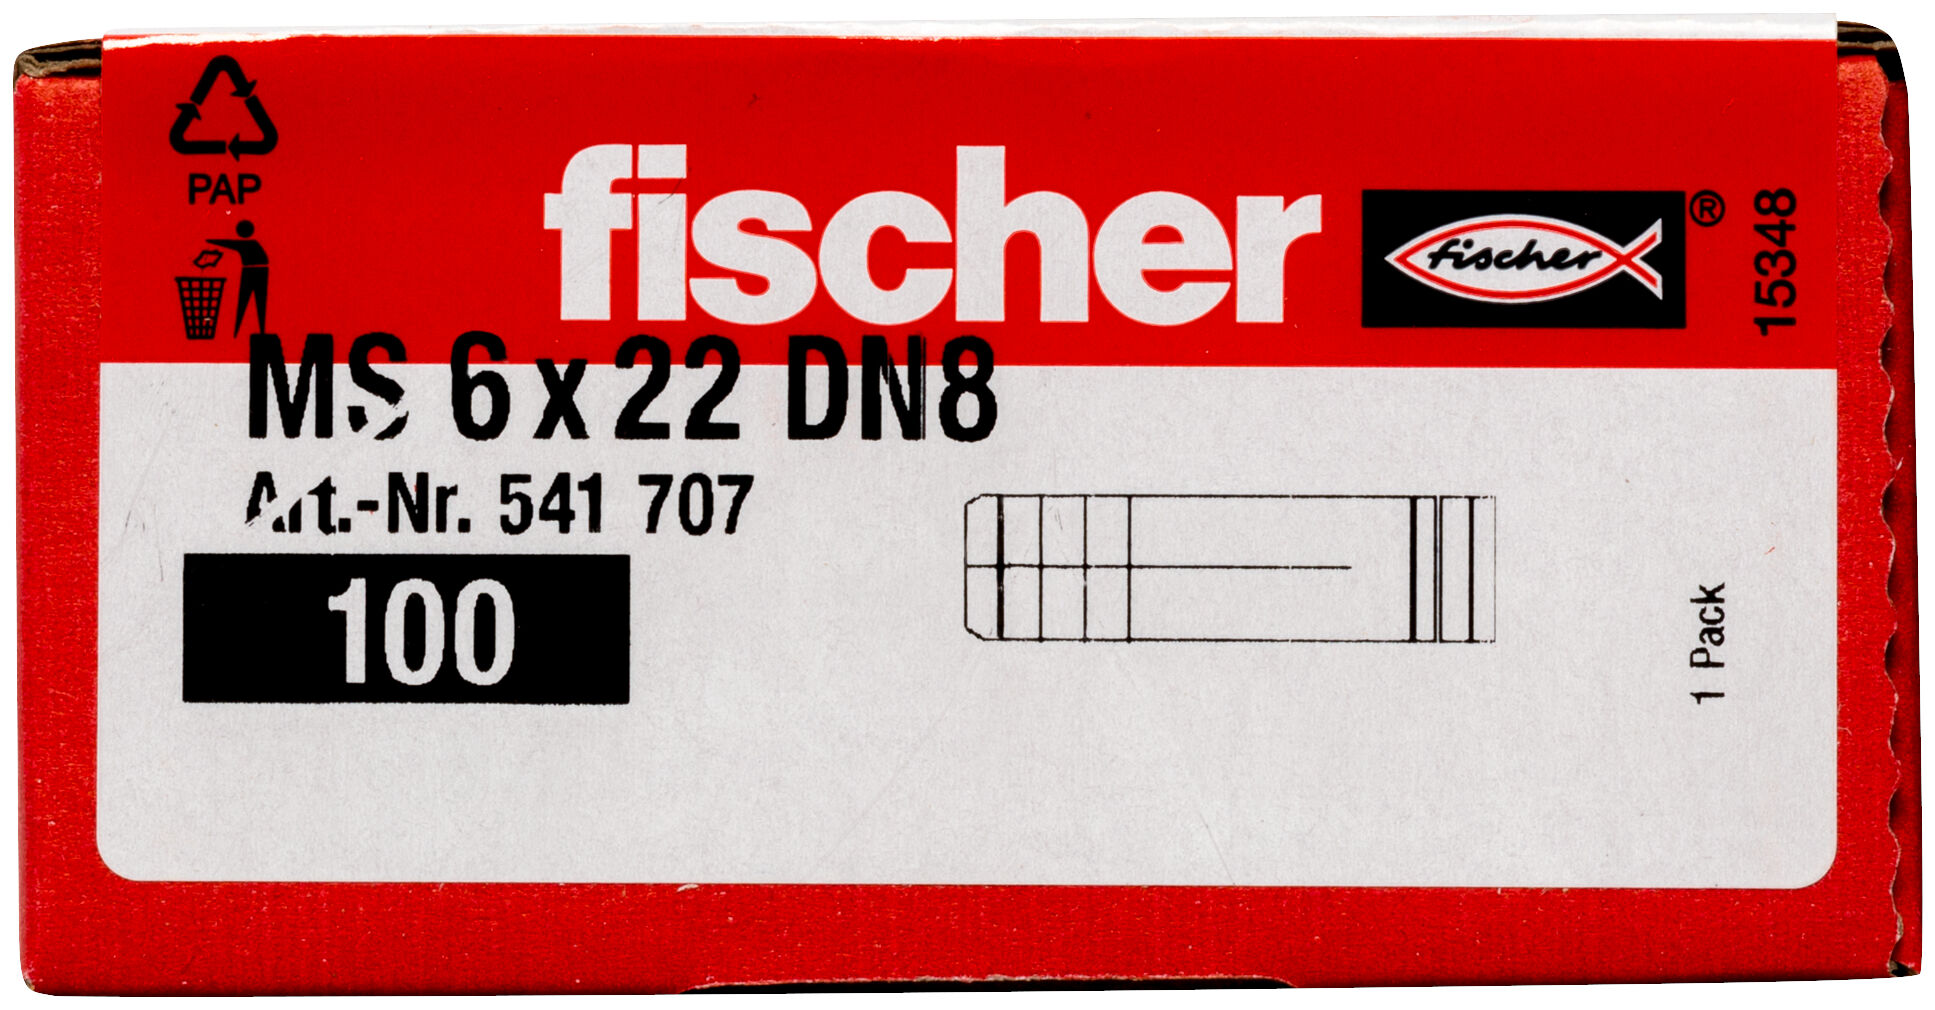 PAP
fischer
fischer
®
15348
MS 6 x 22 DN8
Art.-Nr. 541 707
100
1 Pack